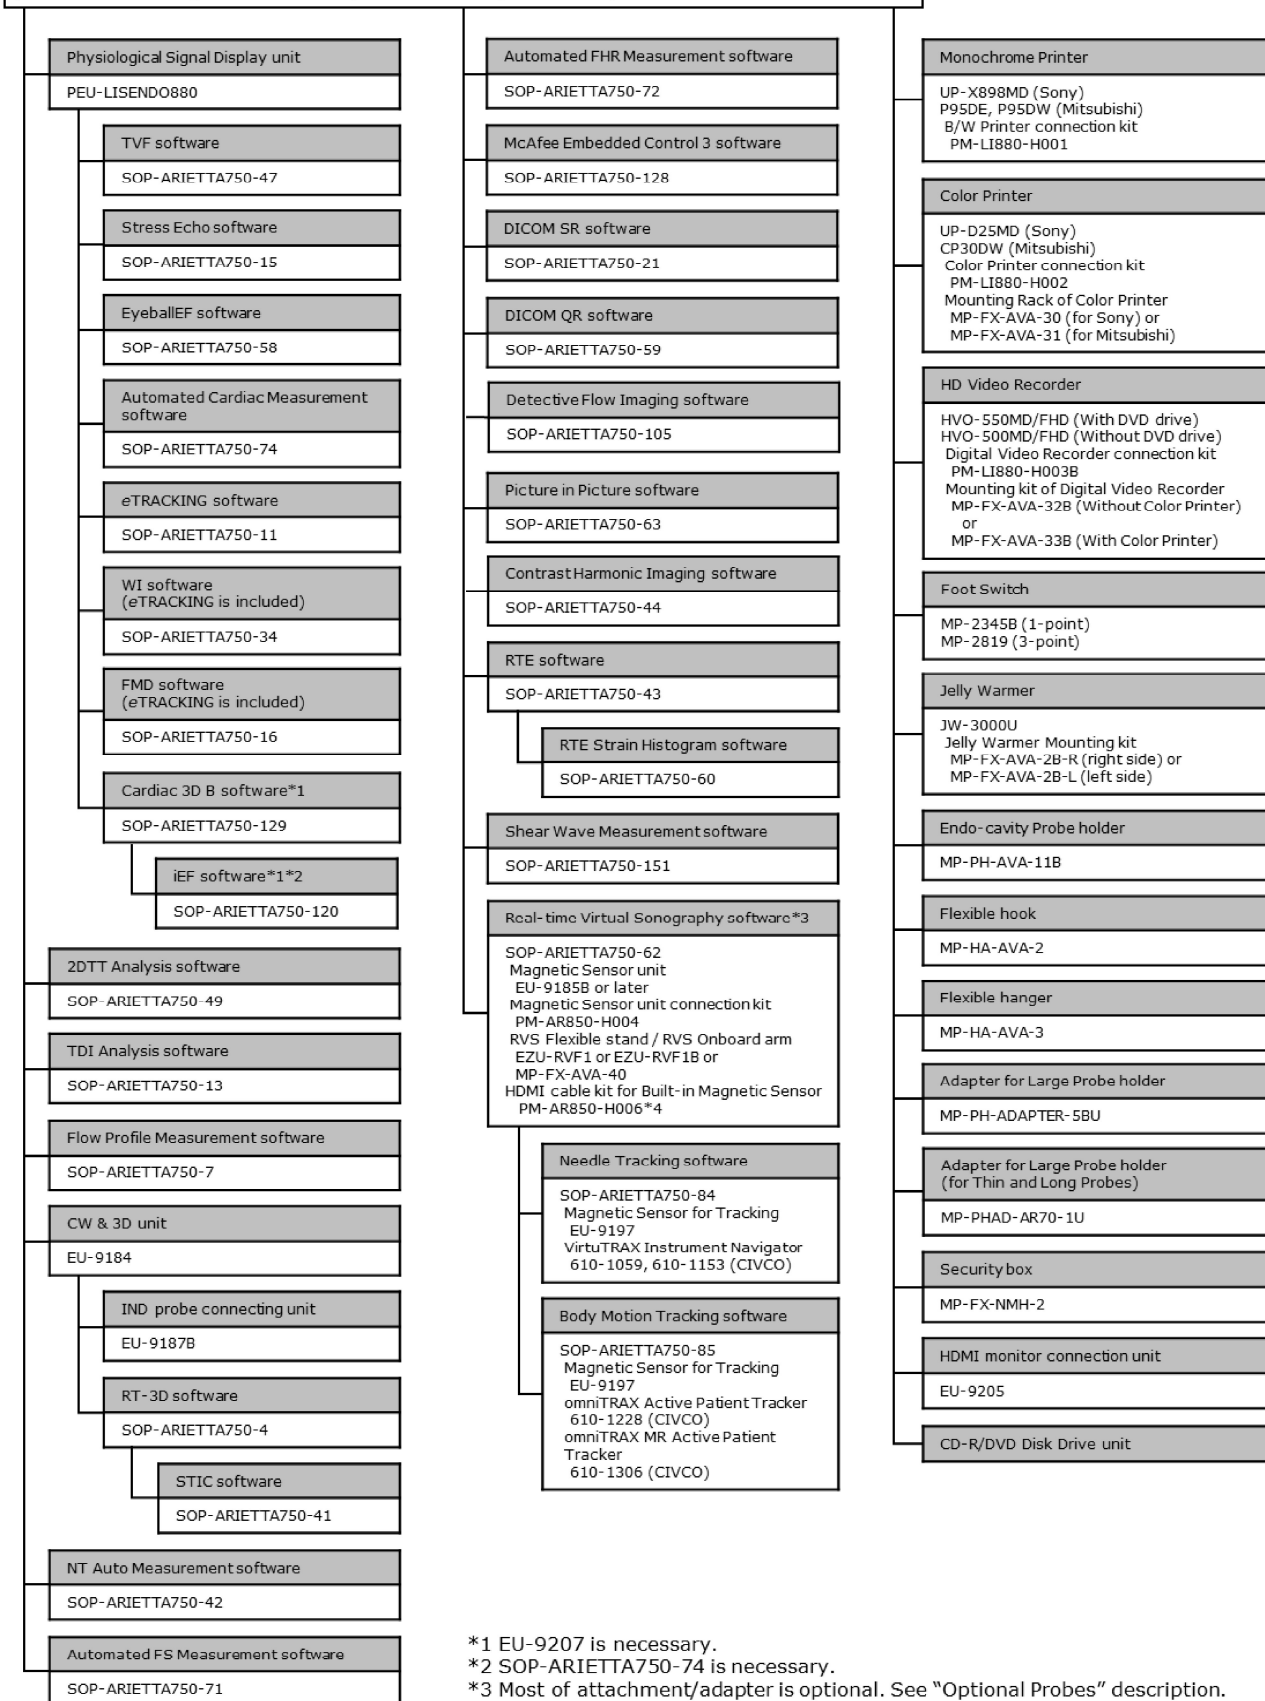 Physiological Signal Display unit
PEU-LISENDO880
TVF software
SOP-ARIETTA750-47
Stress Echo software
SOP-ARIETTA750-15
EyeballEF software
SOP-ARIETTA750-58
Automated Cardiac Measurement
software
SOP-ARIETTA750-74
eTRACKING software
SOP-ARIETTA750-11
WI software
(eTRACKING is included)
SOP-ARIETTA750-34
FMD software
(eTRACKING is included)
SOP-ARIETTA750-16
Cardiac 3D B software*1
SOP-ARIETTA750-129
iEF software*1*2
SOP-ARIETTA750-120
2DTT Analysis software
SOP-ARIETTA750-49
TDI Analysis software
SOP-ARIETTA750-13
Flow Profile Measurement software
SOP-ARIETTA750-7
CW & 3D unit
EU-9184
IND probe connecting unit
EU-9187B
RT-3D software
SOP-ARIETTA750-4
STIC software
SOP-ARIETTA750-41
NT Auto Measurement software
SOP-ARIETTA750-42
Automated FS Measurement software
SOP-ARIETTA750-71
Automated FHR Measurement software
SOP-ARIETTA750-72
McAfee Embedded Control 3 software
SOP-ARIETTA750-128
DICOM SR software
SOP-ARIETTA750-21
DICOM QR software
SOP-ARIETTA750-59
Detective Flow Imaging software
SOP-ARIETTA750-105
Picture in Picture software
SOP-ARIETTA750-63
Contrast Harmonic Imaging software
SOP-ARIETTA750-44
RTE software
SOP-ARIETTA750-43
RTE Strain Histogram software
SOP-ARIETTA750-60
Shear Wave Measurement software
SOP-ARIETTA750-151
Real-time Virtual Sonography software*3
SOP-ARIETTA750-62
Magnetic Sensor unit
EU-9185B or later
Magnetic Sensor unit connection kit
PM-AR850-H004
RVS Flexible stand / RVS Onboard arm
EZU-RVF1 or EZU-RVF1B or
MP-FX-AVA-40
HDMI cable kit for Built-in Magnetic Sensor
PM-AR850-H006*4
Needle Tracking software
SOP-ARIETTA750-84
Magnetic Sensor for Tracking
EU-9197
VirtuTRAX Instrument Navigator
610-1059, 610-1153 (CIVCO)
Body Motion Tracking software
SOP-ARIETTA750-85
Magnetic Sensor for Tracking
EU-9197
omniTRAX Active Patient Tracker
610-1228 (CIVCO)
omniTRAX MR Active Patient
Tracker
610-1306 (CIVCO)
Monochrome Printer
UP-X898MD (Sony)
P95DE, P95DW (Mitsubishi)
B/W Printer connection kit
PM-LI880-H001
Color Printer
UP-D25MD (Sony)
CP30DW (Mitsubishi)
Color Printer connection kit
PM-LI880-H002
Mounting Rack of Color Printer
MP-FX-AVA-30 (for Sony) or
MP-FX-AVA-31 (for Mitsubishi)
HD Video Recorder
HVO-550MD/FHD (With DVD drive)
HVO-500MD/FHD (Without DVD drive)
Digital Video Recorder connection kit
PM-LI880-H003B
Mounting kit of Digital Video Recorder
MP-FX-AVA-32B (Without Color Printer)
or
MP-FX-AVA-33B (With Color Printer)
Foot Switch
MP-2345B (1-point)
MP-2819 (3-point)
Jelly Warmer
JW-3000U
Jelly Warmer Mounting kit
MP-FX-AVA-2B-R (right side) or
MP-FX-AVA-2B-L (left side)
Endo-cavity Probe holder
MP-PH-AVA-11B
Flexible hook
MP-HA-AVA-2
Flexible hanger
MP-HA-AVA-3
Adapter for Large Probe holder
MP-PH-ADAPTER-5BU
Adapter for Large Probe holder
(for Thin and Long Probes)
MP-PHAD-AR70-1U
Security box
MP-FX-NMH-2
HDMI monitor connection unit
EU-9205
CD-R/DVD Disk Drive unit
*1 EU-9207 is necessary.
*2 SOP-ARIETTA750-74 is necessary.
*3 Most of attachment/adapter is optional. See “Optional Probes” description.